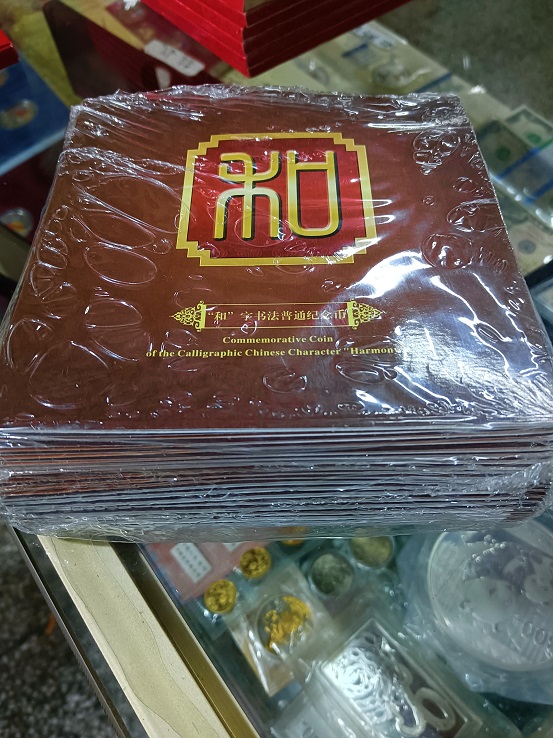 和
“和”字书法普通纪念币
Commemorative Coin
of the Calligraphic Chinese Character "Harmony